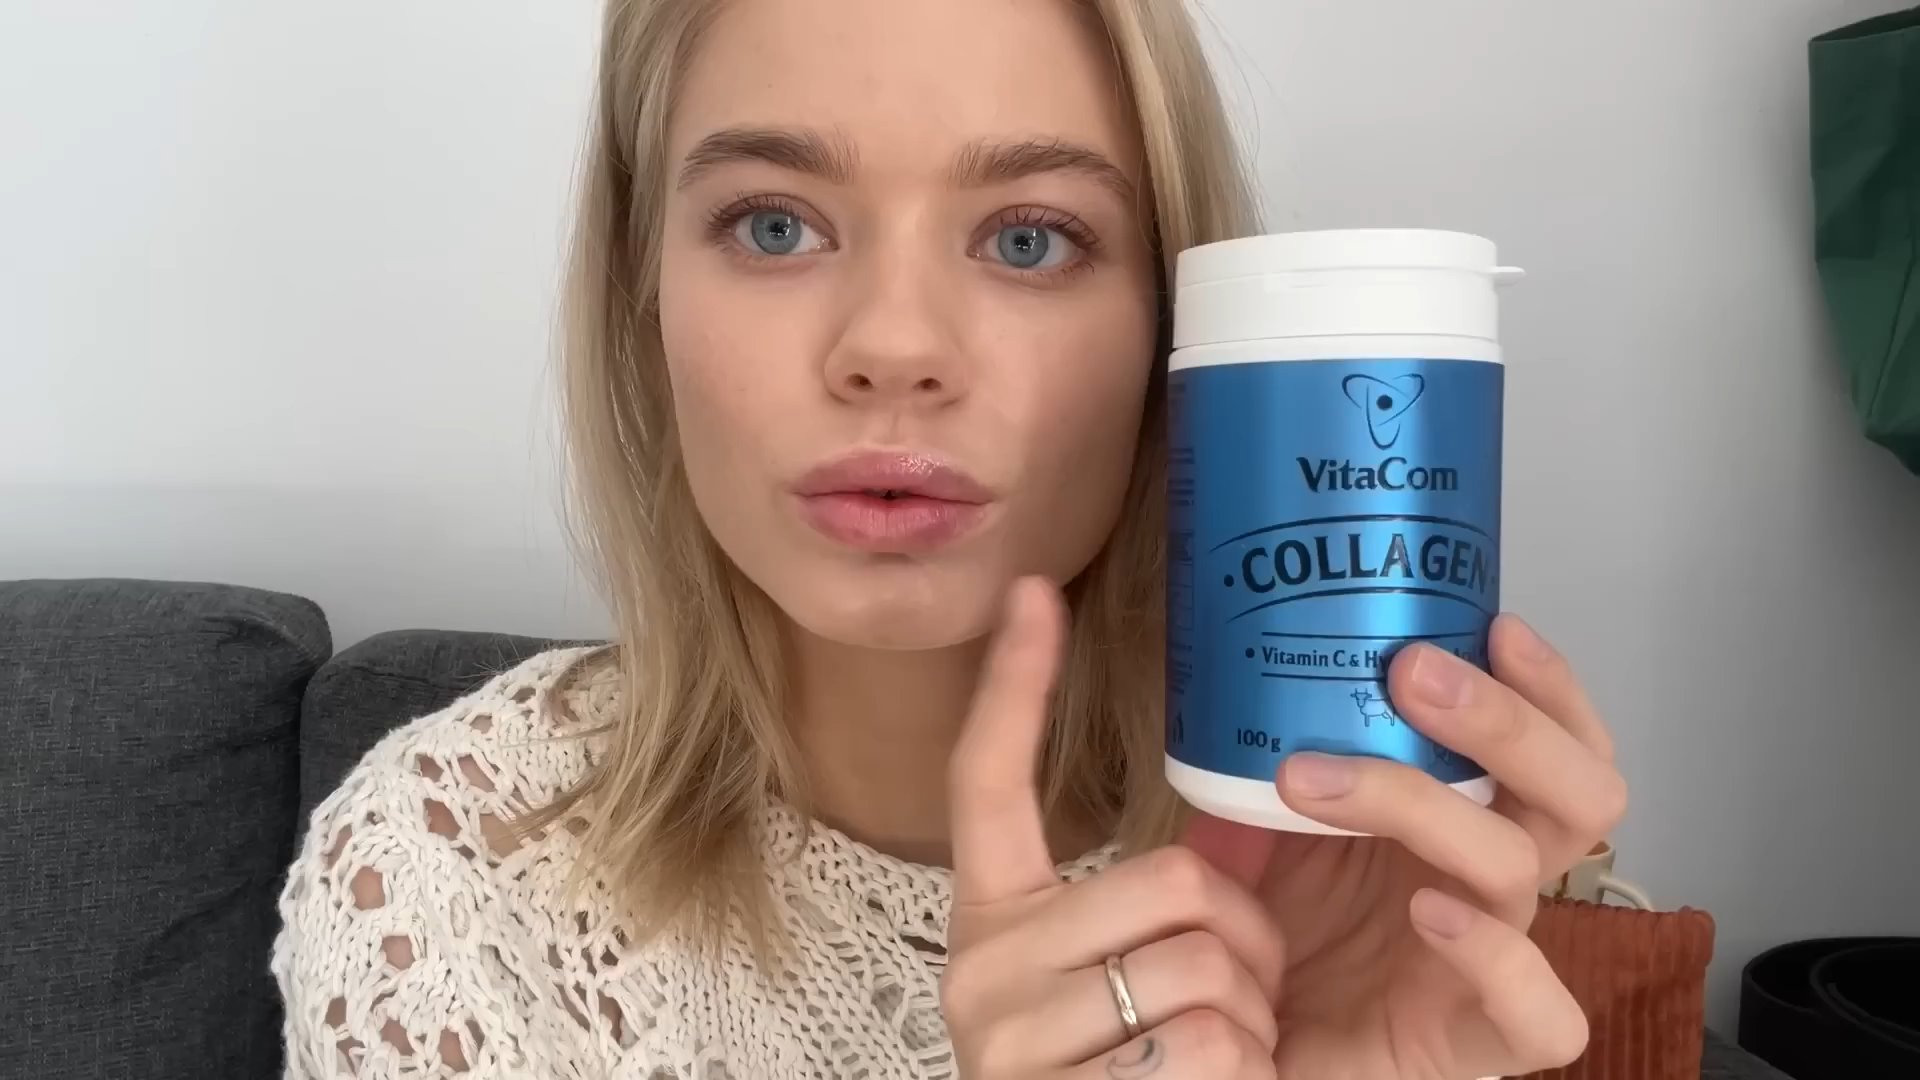 VitaCom
• COLLAGEN •
• Vitamin C & Hy
100 g